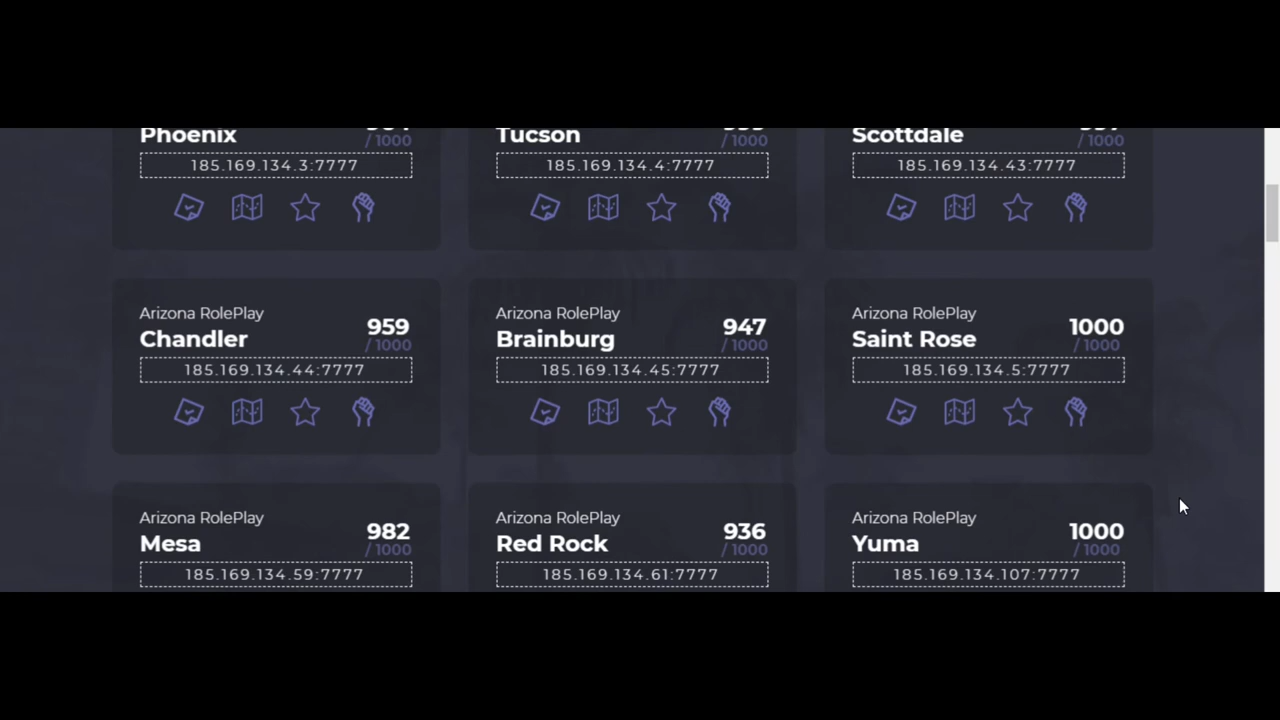 Phoenix
/ 1000
185.169.134.3:7777
Tucson
/ 1000
185.169.134.4:7777
Scottdale
/ 1000
185.169.134.43:7777
Arizona RolePlay
Chandler
959
/ 1000
185.169.134.44:7777
Arizona RolePlay
Brainburg
947
/ 1000
185.169.134.45:7777
Arizona RolePlay
Saint Rose
1000
/ 1000
185.169.134.5:7777
Arizona RolePlay
Mesa
982
/ 1000
185.169.134.59:7777
Arizona RolePlay
Red Rock
936
/ 1000
185.169.134.61:7777
Arizona RolePlay
Yuma
1000
/ 1000
185.169.134.107:7777